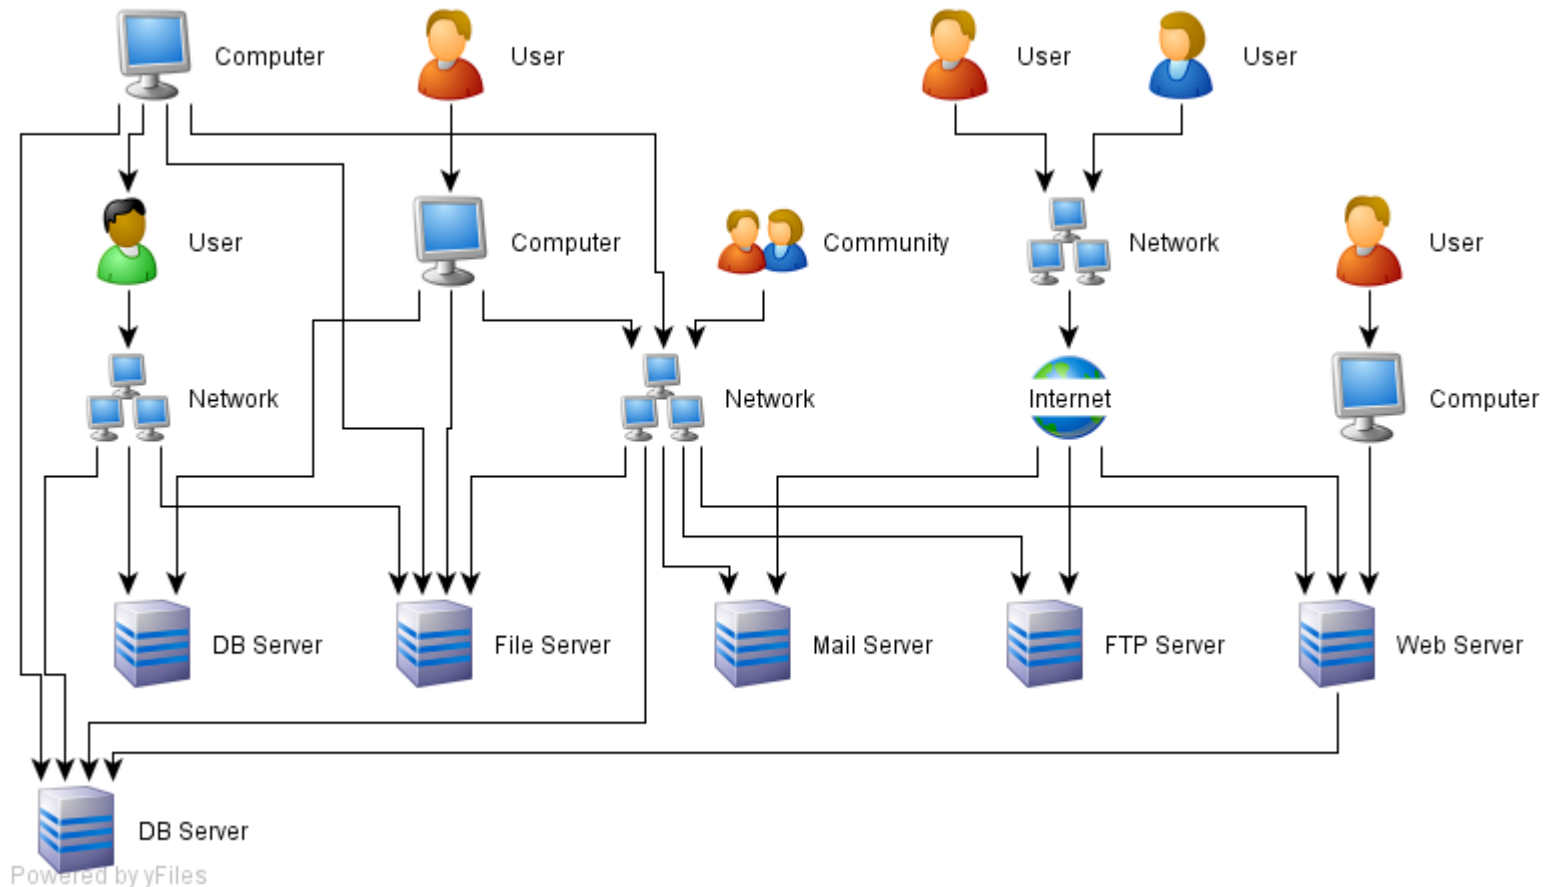 Computer
User
User
User
User
Computer
Community
Network
User
Network
Network
Internet
Computer
DB Server
File Server
Mail Server
FTP Server
Web Server
DB Server
Powered by yFiles